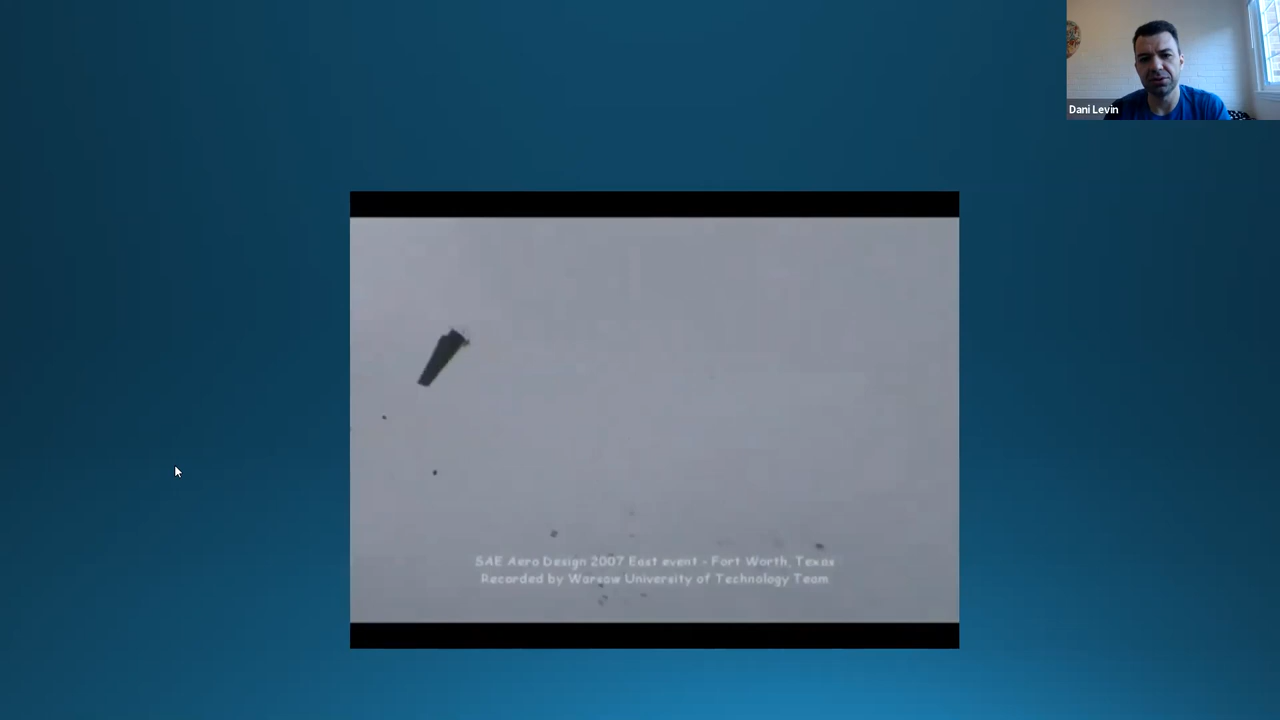 Dani Levin
SAE Aero Design 2007 East event - Fort Worth, Texas
Recorded by Warsaw University of Technology Team